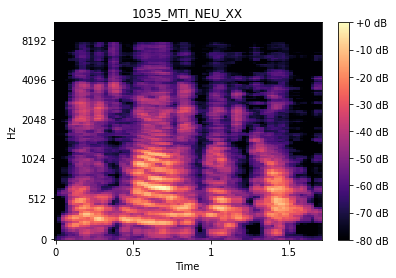 1035_MTI_NEU_XX
+0 dB
8192
-10 dB
4096
-20 dB
-30 dB
2048
Hz
-40 dB
1024
-50 dB
512
-60 dB
-70 dB
0
-80 dB
0
0.5
1
1.5
Time